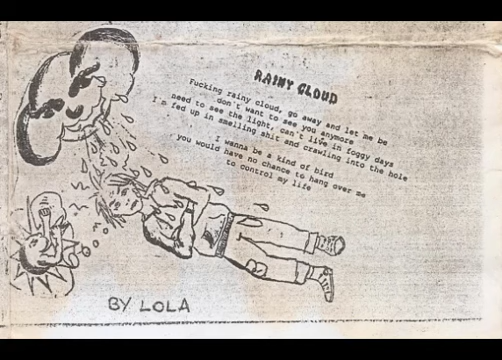 RAINY CLOUD
Fucking rainy cloud, go away and let me be
don't want to see you anymore
need to see the light, can't live in foggy days
I'm fed up in smelling shit and crawling into the hole
I wanna be a kind of bird
you would have no chance to hang over me
to control my life
BY LOLA